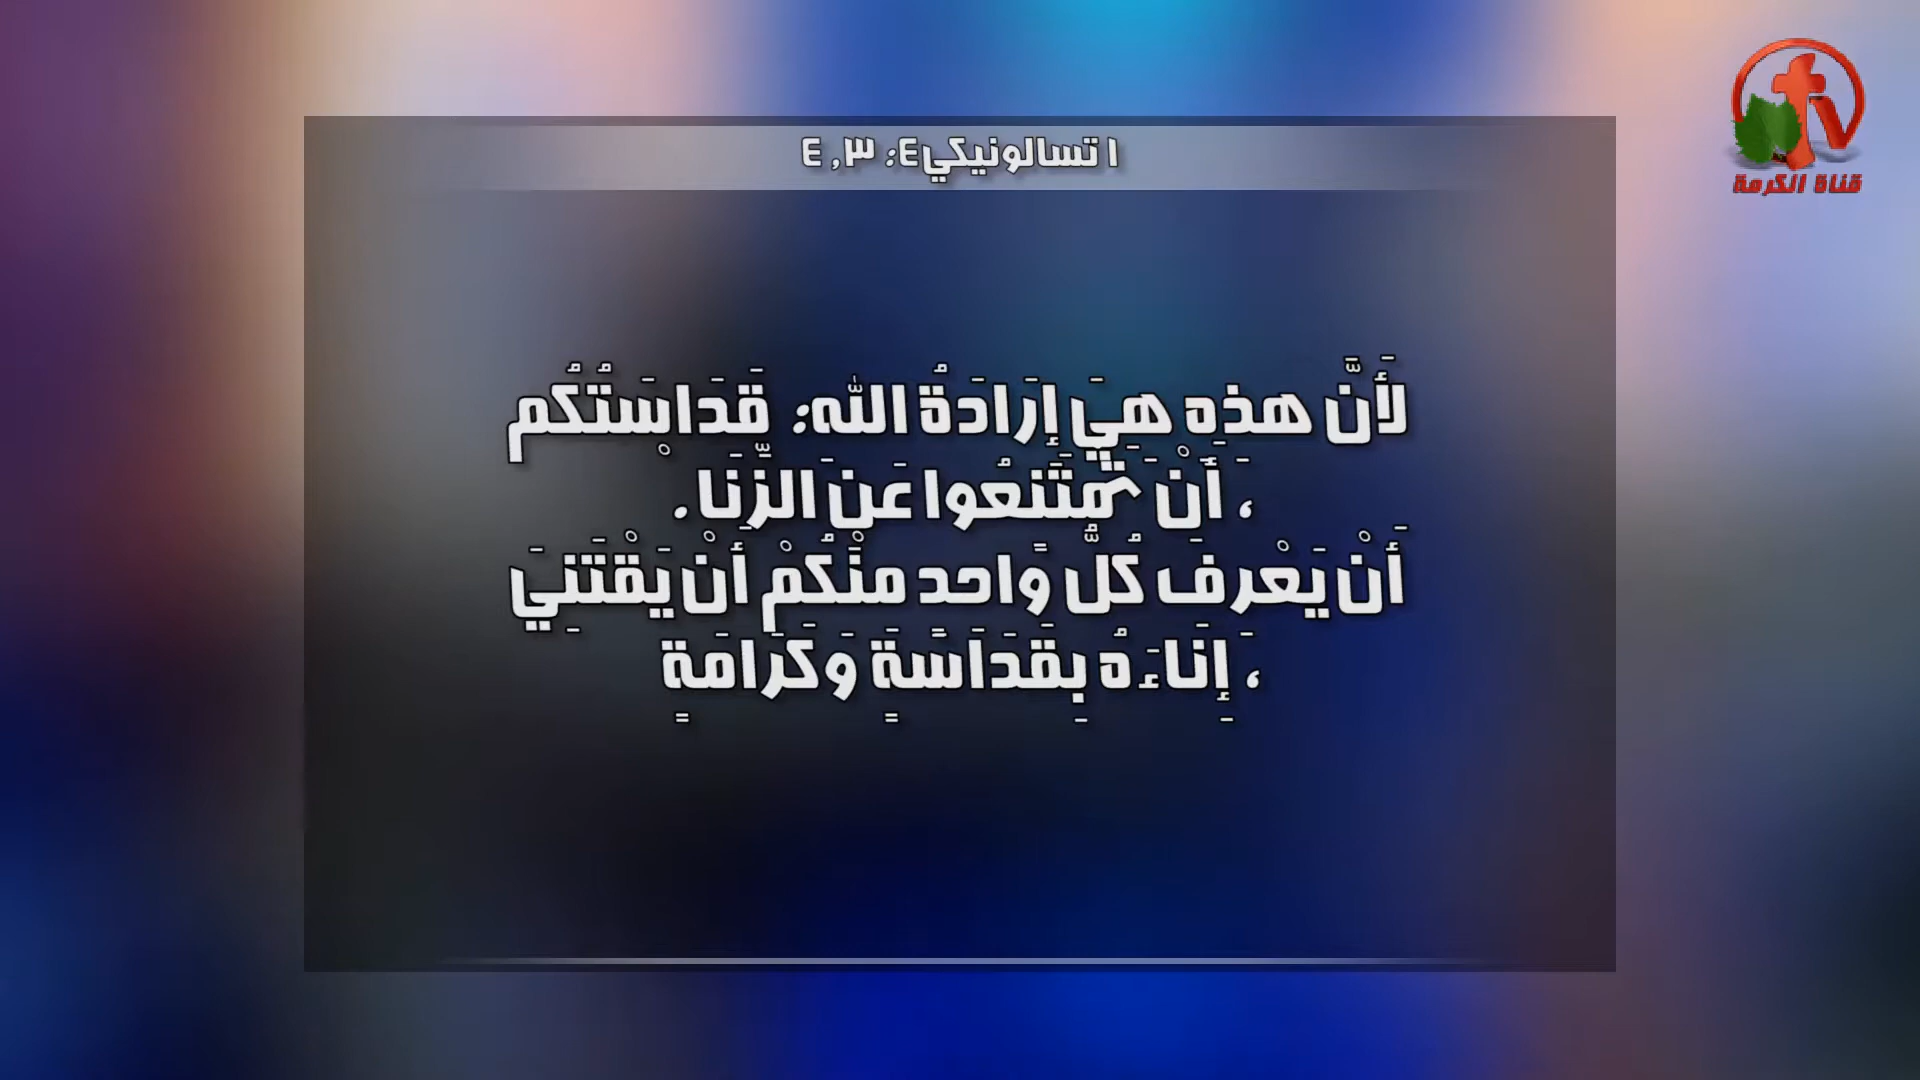 ١ تسالونيكي٤: ٣, ٤
لأَنَّ هذِهِ هِيَ إِرَادَةُ اللهِ: قَدَاسَتُكُم
، أَنْ تَمْتَنِعُوا عَنِ الزِّنَا.
أَنْ يَعْرِفَ كُلُّ وَاحِدٍ مِنْكُمْ أَنْ يَقْتَنِيَ
، إِنَاءَهُ بِقَدَاسَةٍ وَكَرَامَةٍ
قناة الكرمة